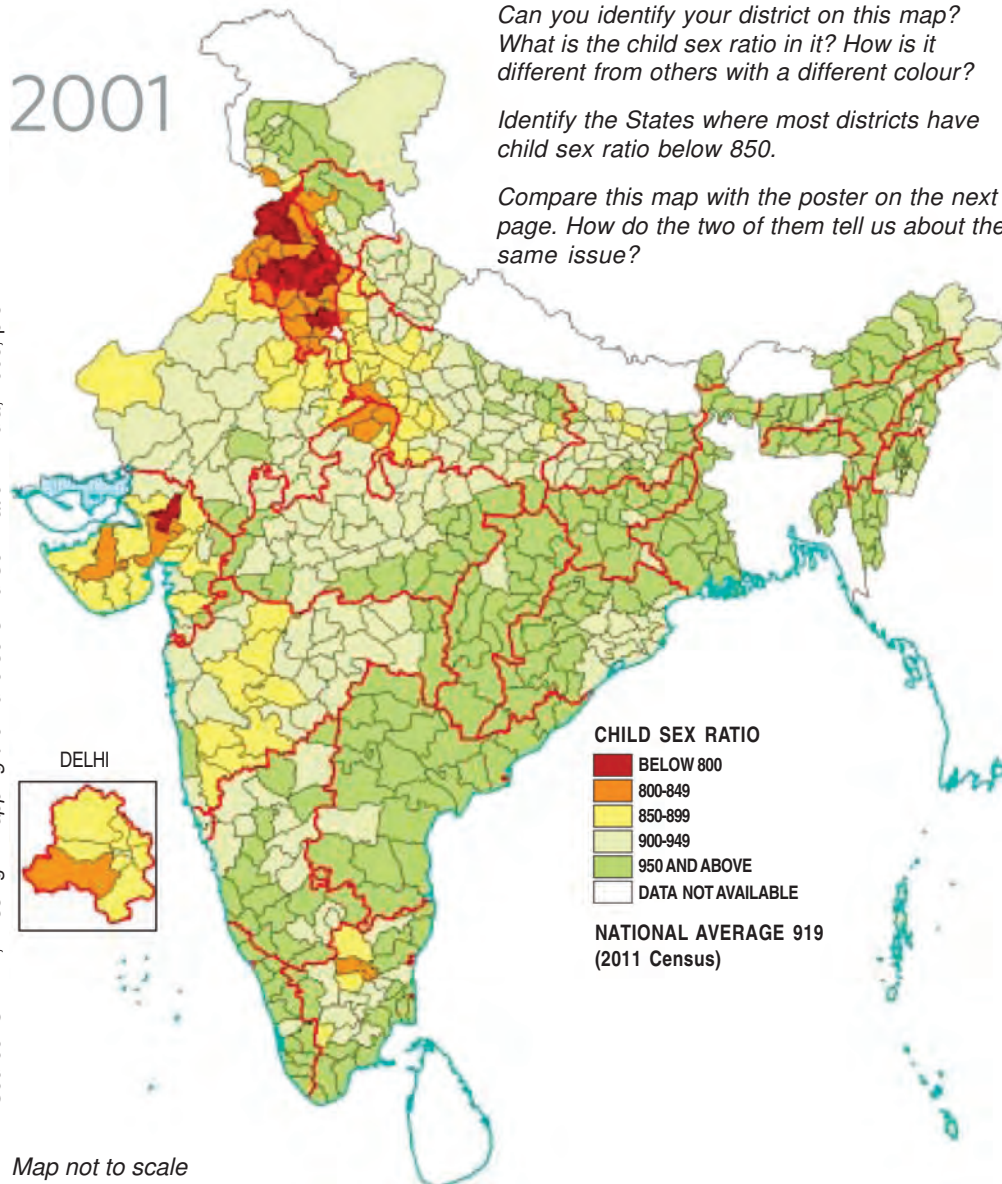 Can you identify your district on this map?
What is the child sex ratio in it? How is it
different from others with a different colour?
2001
Identify the States where most districts have
child sex ratio below 850.
Compare this map with the poster on the next
page. How do the two of them tell us about the
same issue?
CHILD SEX RATIO
BELOW 800
800-849
850-899
900-949
950 AND ABOVE
DATA NOT AVAILABLE
NATIONAL AVERAGE 919
(2011 Census)
DELHI
Map not to scale